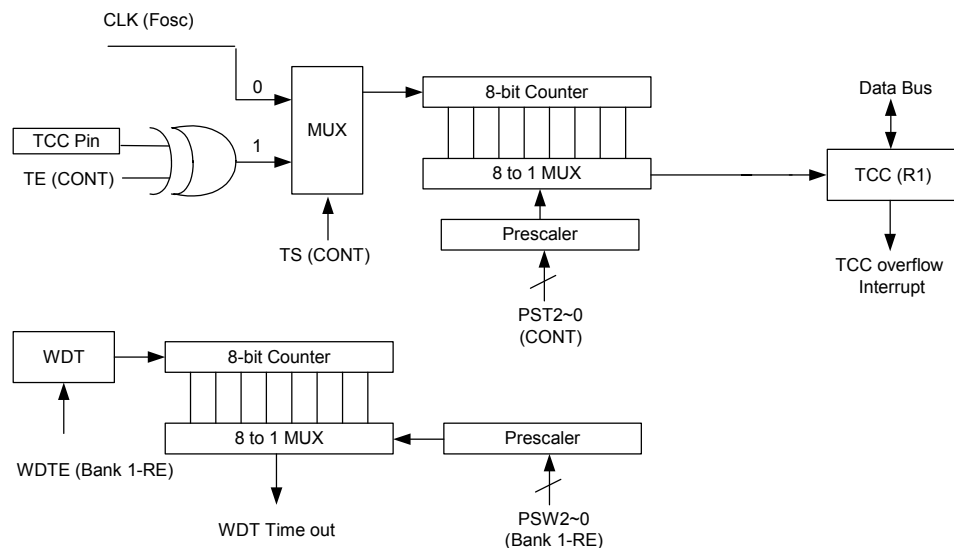 CLK (Fosc)
0
TCC Pin
TE (CONT)
1
MUX
TS (CONT)
8-bit Counter
8 to 1 MUX
Prescaler
PST2~0
(CONT)
Data Bus
TCC (R1)
TCC overflow
Interrupt
WDT
WDTE (Bank 1-RE)
8-bit Counter
8 to 1 MUX
WDT Time out
Prescaler
PSW2~0
(Bank 1-RE)